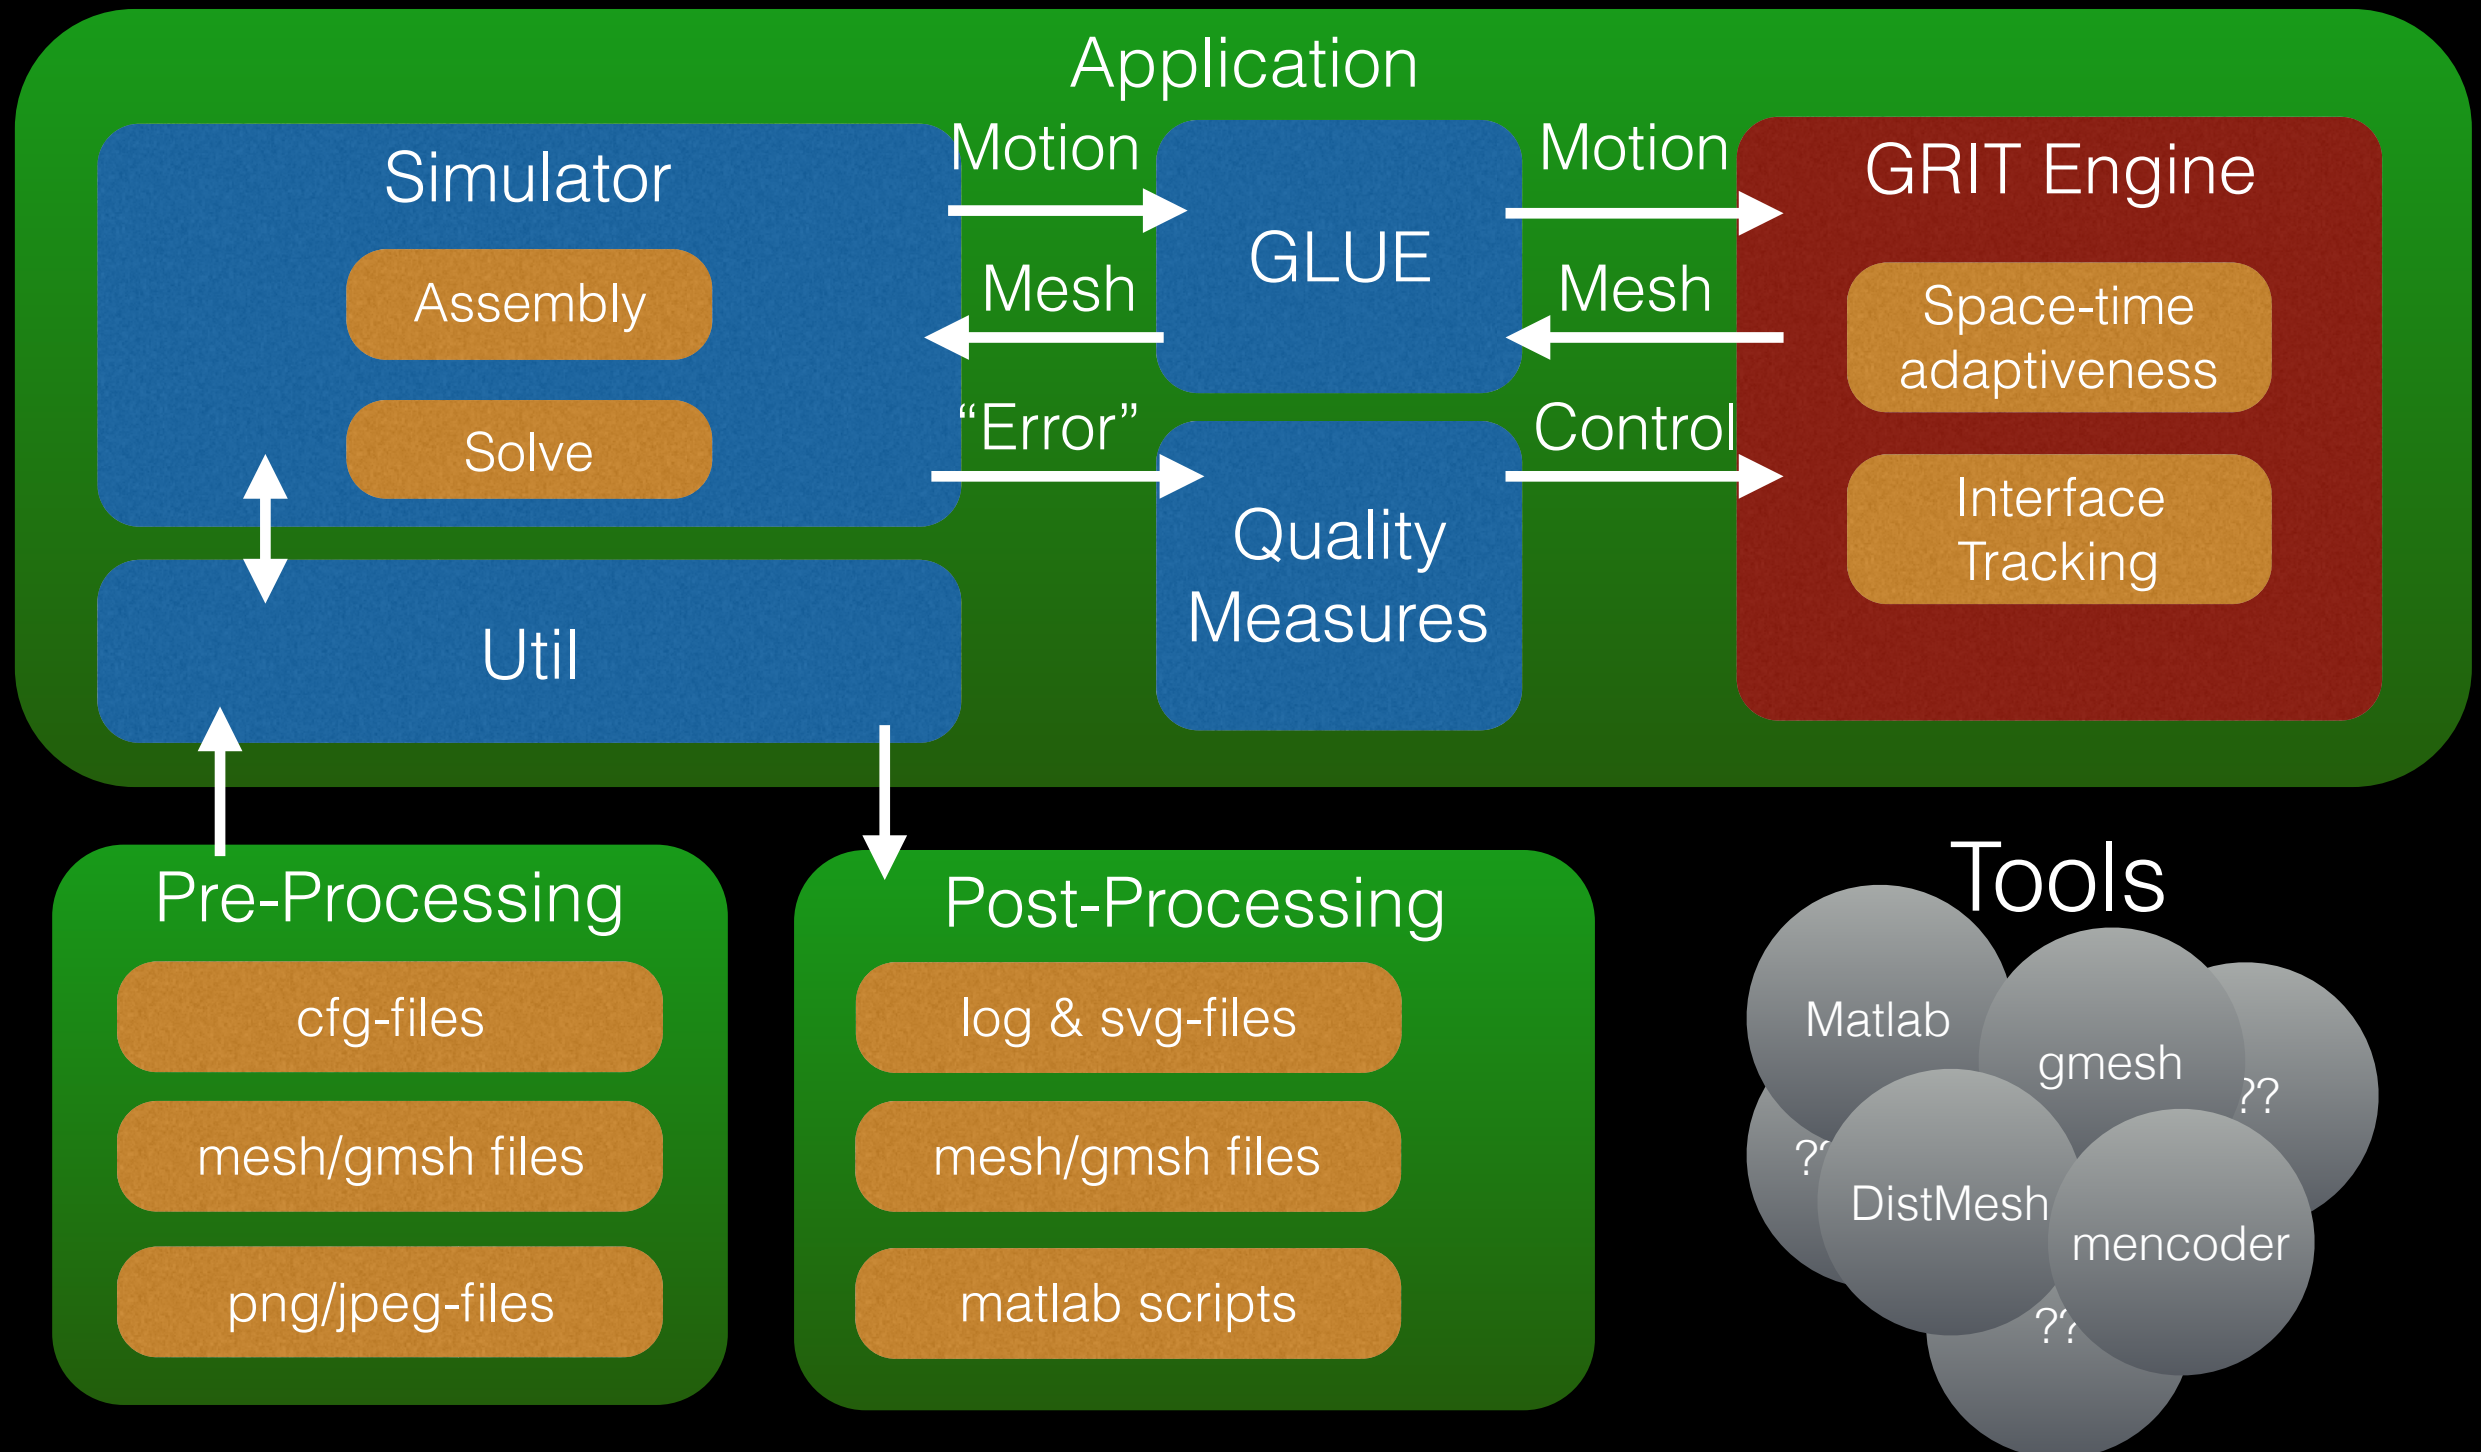 Application
Simulator
Assembly
Solve
Util
Motion
Mesh
“Error”
GLUE
Quality
Measures
Motion
Mesh
Control
GRIT Engine
Space-time
adaptiveness
Interface
Tracking
Pre-Processing
cfg-files
mesh/gmsh files
png/jpeg-files
Post-Processing
log & svg-files
mesh/gmsh files
matlab scripts
Tools
Matlab
gmesh
??
??
DistMesh
mencoder
??